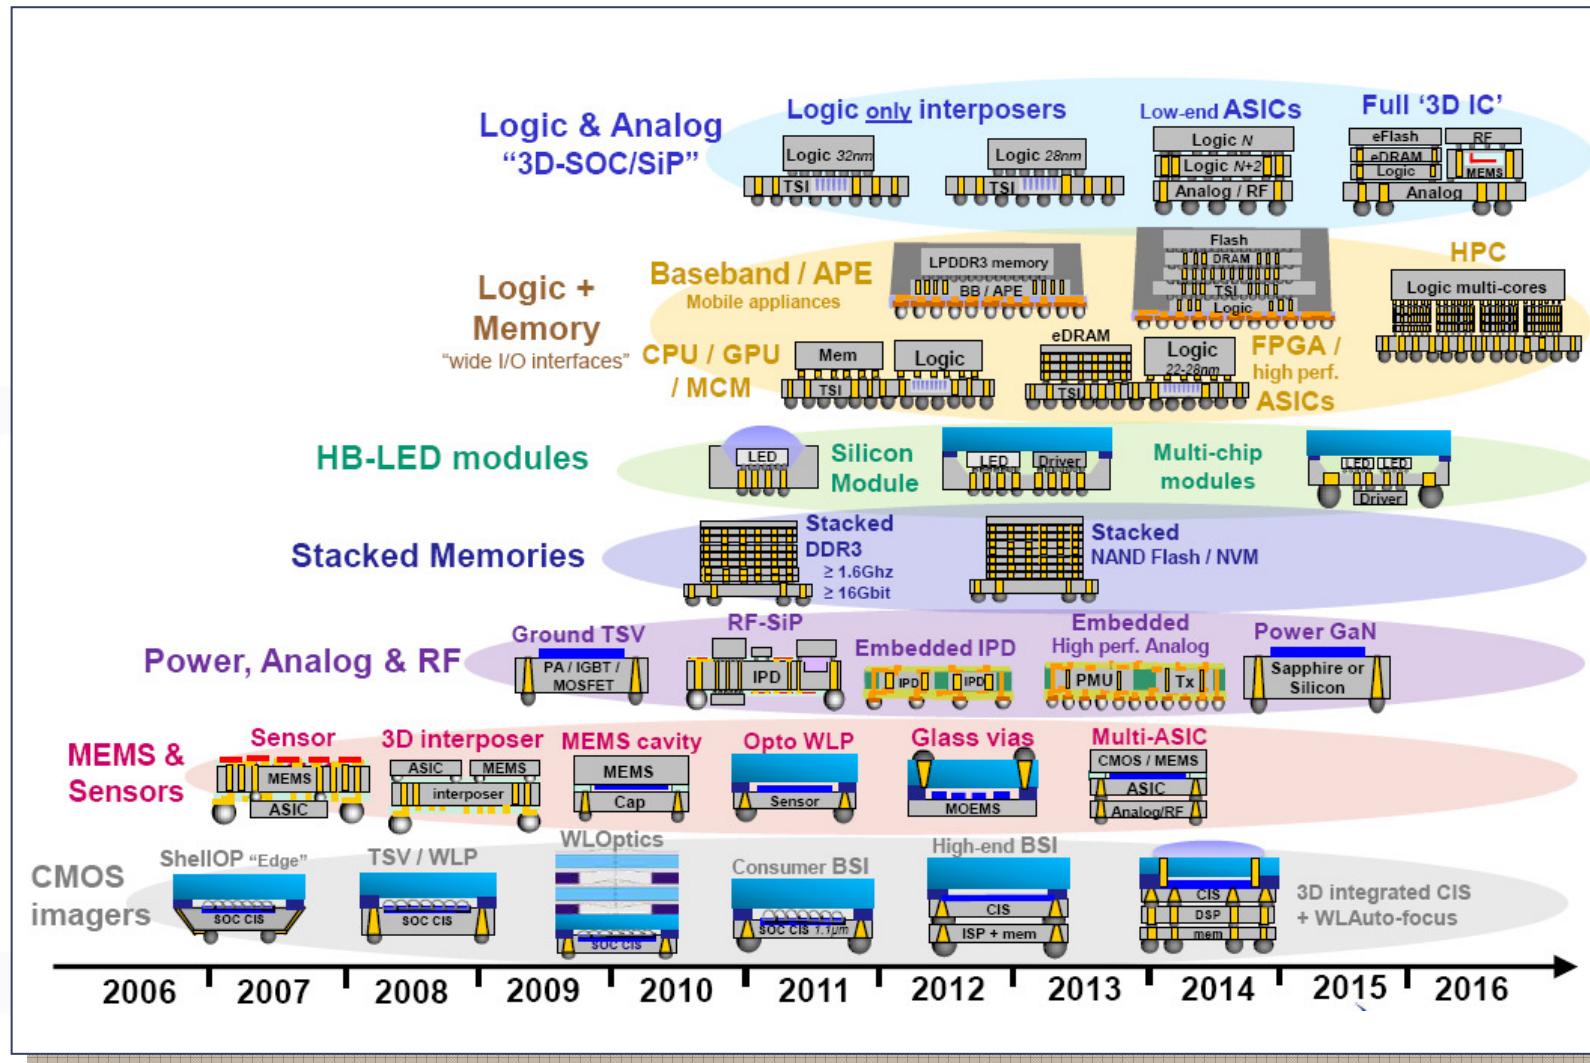 Logic & Analog
“3D-SOC/SiP”
Logic only interposers
Logic 32nm
TSI
Logic 28nm
TSI
Low-end ASICs
Logic N
Logic N+2
Analog / RF
Full ‘3D IC’
eFlash
eDRAM
Logic
RF
MEMS
Analog
Logic +
Memory
“wide I/O interfaces”
Baseband / APE
Mobile appliances
LPDDR3 memory
BB / APE
Flash
DRAM
TSI
Logic
HPC
Logic multi-cores
CPU / GPU
/ MCM
Mem
Logic
TSI
eDRAM
Logic
22-28nm
TSI
FPGA /
high perf.
ASICs
HB-LED modules
LED
Silicon
Module
LED
Driver
Multi-chip
modules
LED
LED
Driver
Stacked Memories
Stacked
DDR3
≥ 1.6Ghz
≥ 16Gbit
Stacked
NAND Flash / NVM
Power, Analog & RF
Ground TSV
PA / IGBT /
MOSFET
RF-SiP
IPD
Embedded IPD
IPD
IPD
Embedded
High perf. Analog
PMU
Tx
Power GaN
Sapphire or
Silicon
MEMS &
Sensors
Sensor
MEMS
ASIC
3D interposer
ASIC
MEMS
interposer
MEMS cavity
MEMS
Cap
Opto WLP
Sensor
Glass vias
MOEMS
Multi-ASIC
CMOS / MEMS
ASIC
Analog/RF
CMOS
imagers
ShellOP “Edge”
SOC CIS
TSV / WLP
SOC CIS
WLOptics
SOC CIS
Consumer BSI
SOC CIS 1.1µm
High-end BSI
CIS
ISP + mem
CIS
DSP
mem
3D integrated CIS
+ WLAuto-focus
2006 2007 2008 2009 2010 2011 2012 2013 2014 2015 2016